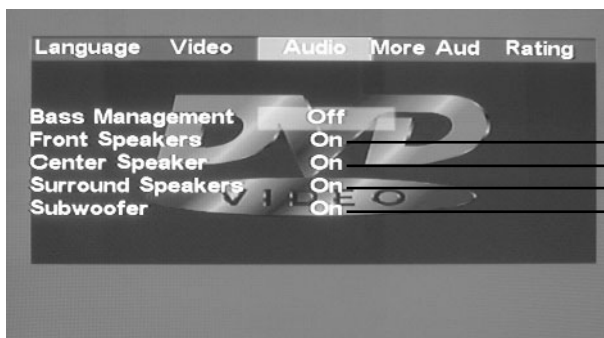 Language Video Audio More Aud Rating
DVD
VIDEO
Bass Management Off
Front Speakers On
Center Speaker On
Surround Speakers On
Subwoofer On